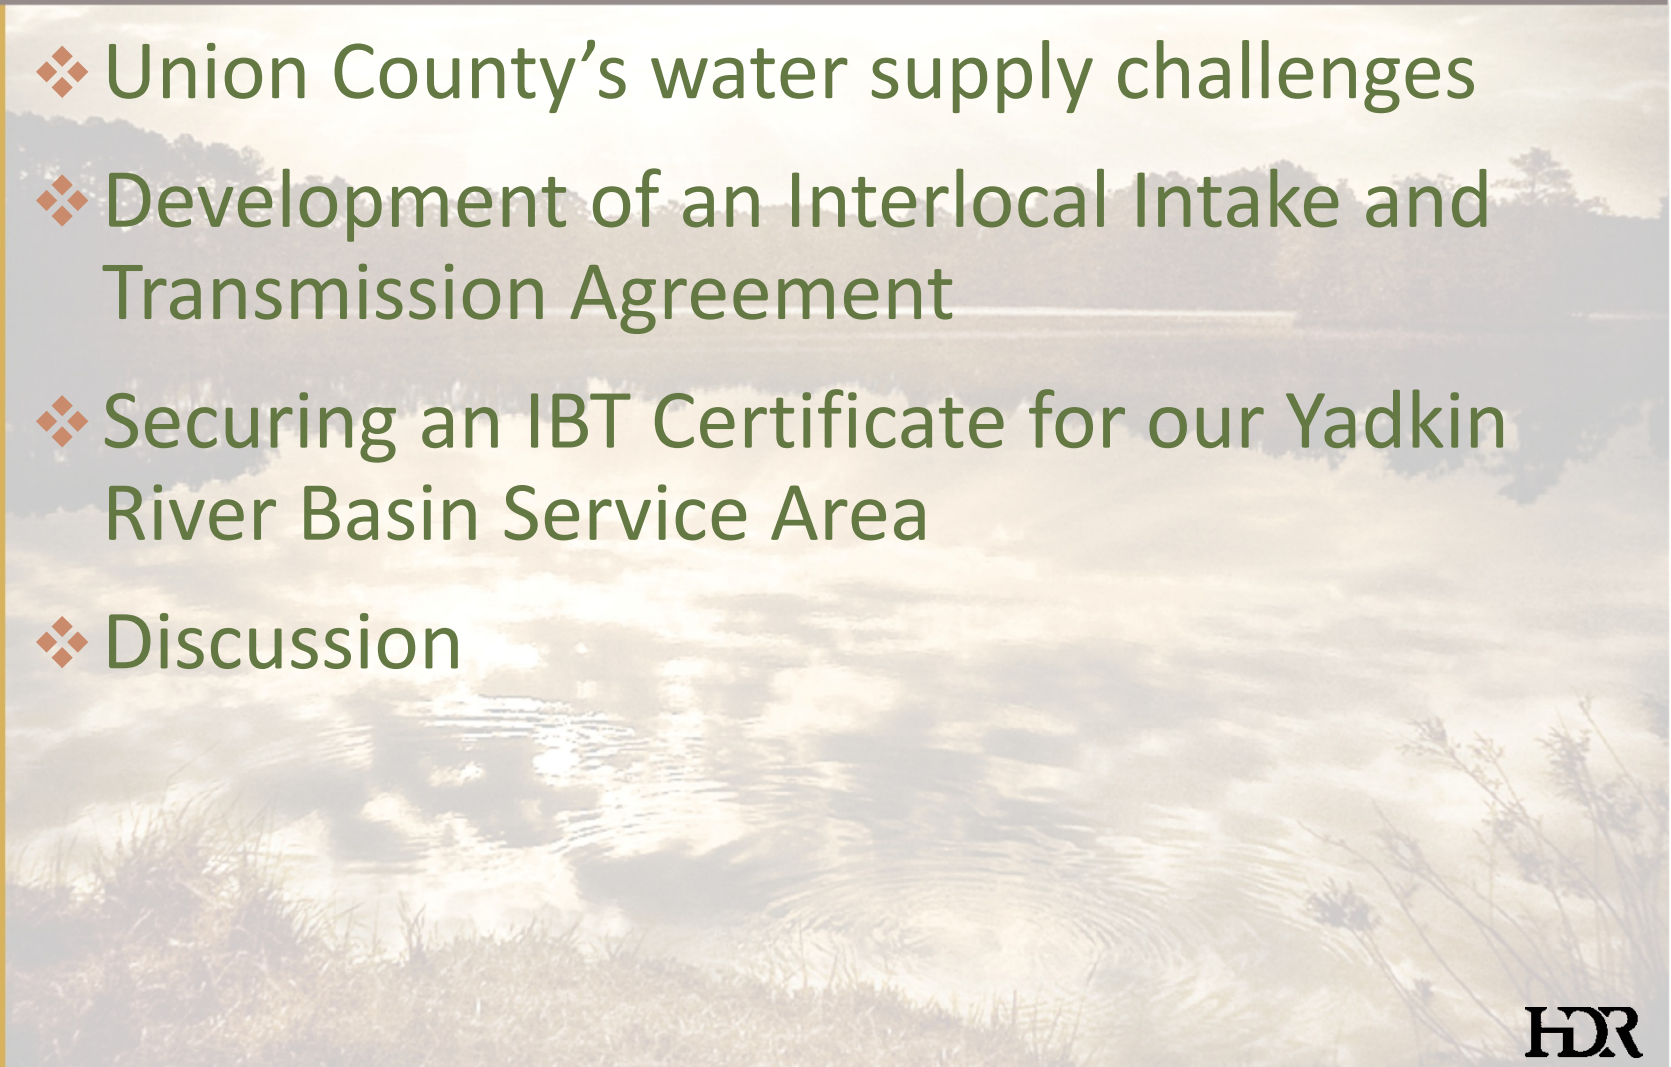 Union County’s water supply challenges
Development of an Interlocal Intake and
Transmission Agreement
Securing an IBT Certificate for our Yadkin
River Basin Service Area
Discussion
HDR